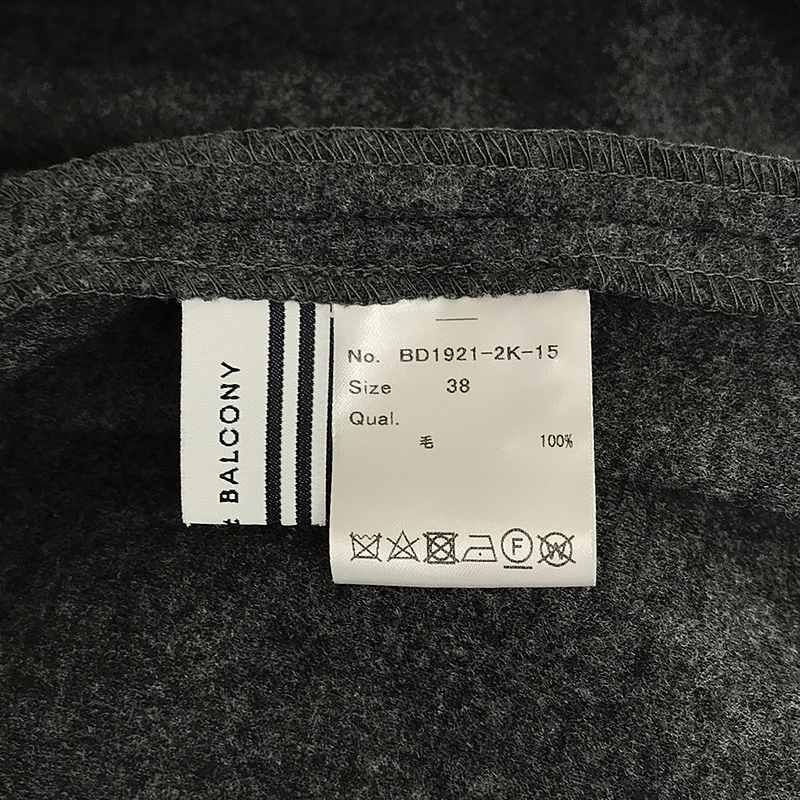 & BALCONY
No. BD1921-2K-15
Size 38
Qual.
毛 100%
F W